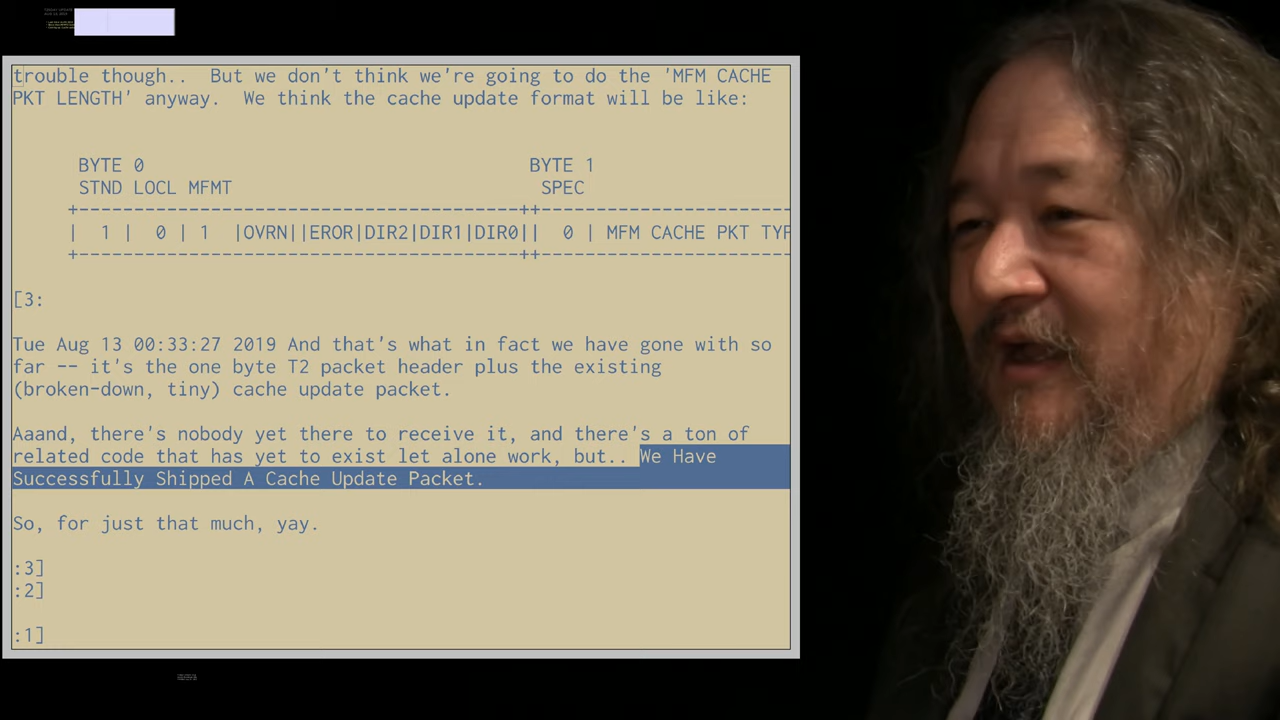 trouble though..  But we don't think we're going to do the 'MFM CACHE
PKT LENGTH' anyway.  We think the cache update format will be like:
BYTE 0                                   BYTE 1
STND LOCL MFMT                            SPEC
+-----------------------------------------++-----------------------
|  1 |  0 | 1  |OVRN||EROR|DIR2|DIR1|DIR0||  0 | MFM CACHE PKT TYP
+-----------------------------------------++-----------------------
[3:
Tue Aug 13 00:33:27 2019 And that's what in fact we have gone with so
far -- it's the one byte T2 packet header plus the existing
(broken-down, tiny) cache update packet.
Aaand, there's nobody yet there to receive it, and there's a ton of
related code that has yet to exist let alone work, but.. We Have
Successfully Shipped A Cache Update Packet.
So, for just that much, yay.
:3]
:2]
:1]